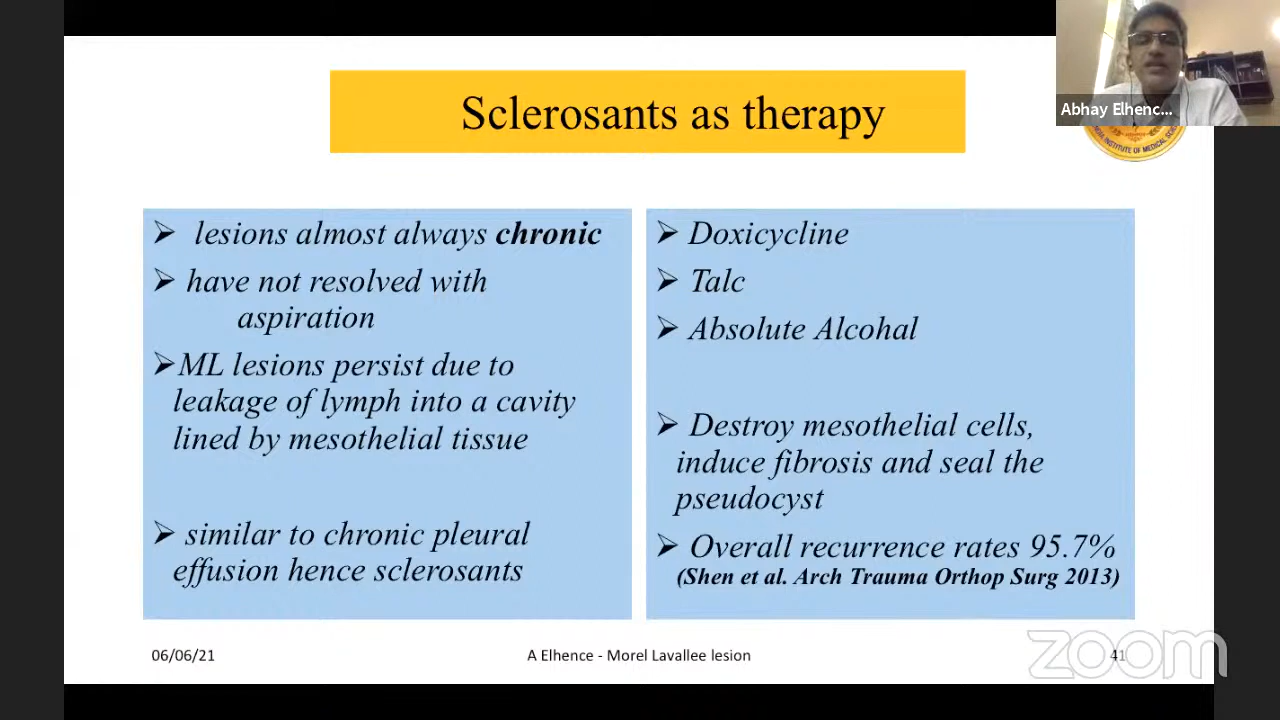 Sclerosants as therapy
Abhay Elhenc...
INSTITUTE OF MEDICAL
➢ lesions almost always chronic
➢ have not resolved with
aspiration
➢ML lesions persist due to
leakage of lymph into a cavity
lined by mesothelial tissue
➢ similar to chronic pleural
effusion hence sclerosants
➢ Doxicycline
➢ Talc
➢ Absolute Alcohal
➢ Destroy mesothelial cells,
induce fibrosis and seal the
pseudocyst
➢ Overall recurrence rates 95.7%
(Shen et al. Arch Trauma Orthop Surg 2013)
06/06/21
A Elhence - Morel Lavallee lesion
41
zoom